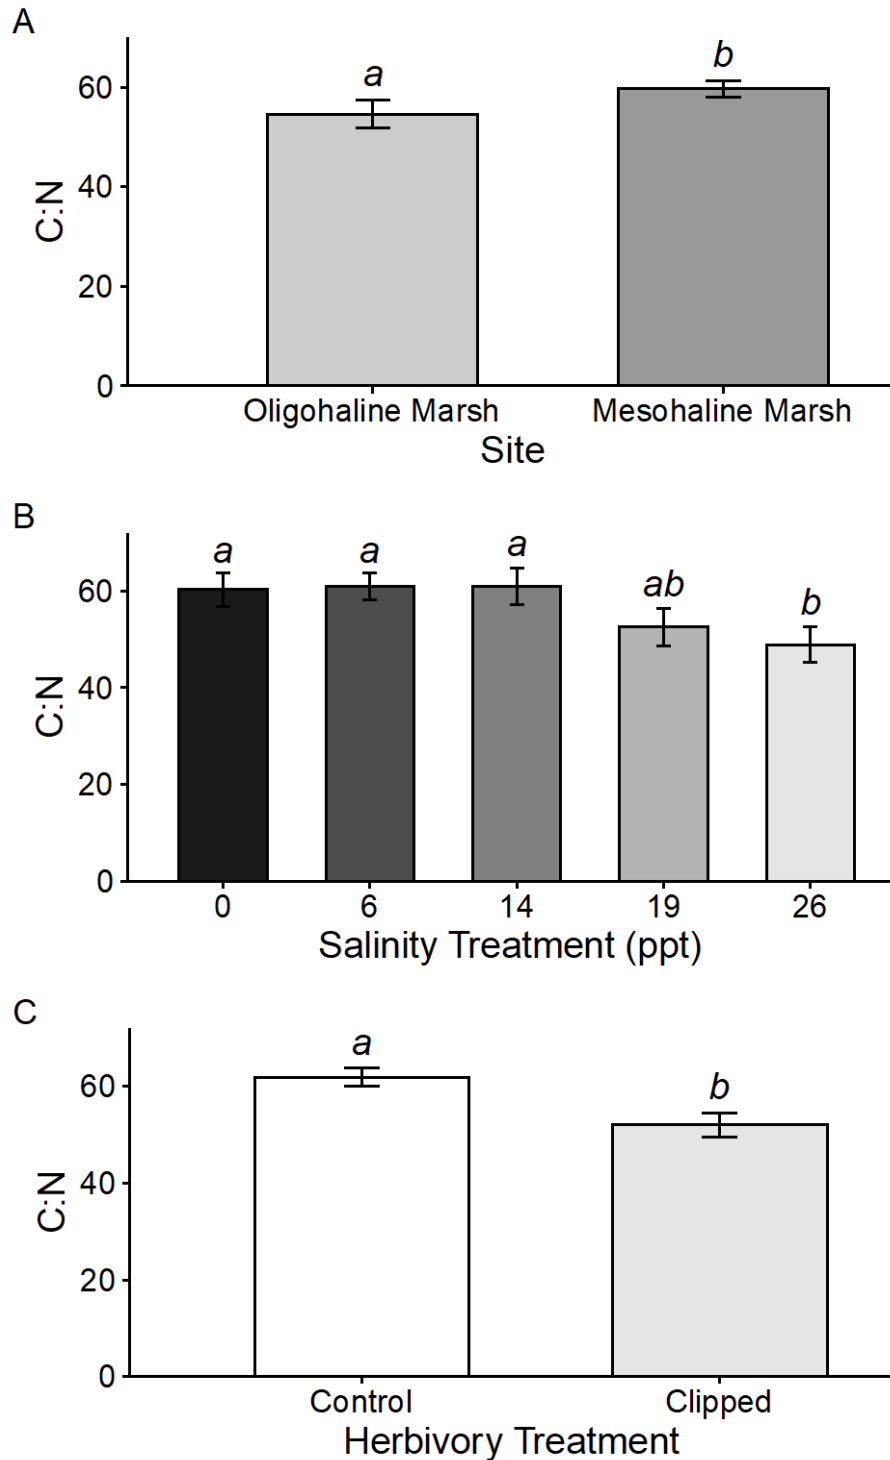 A
a
b
60
40
20
0
C:N
Oligohaline Marsh
Mesohaline Marsh
Site
B
a
a
a
ab
b
60
40
20
0
C:N
0
6
14
19
26
Salinity Treatment (ppt)
C
a
b
60
40
20
0
C:N
Control
Clipped
Herbivory Treatment